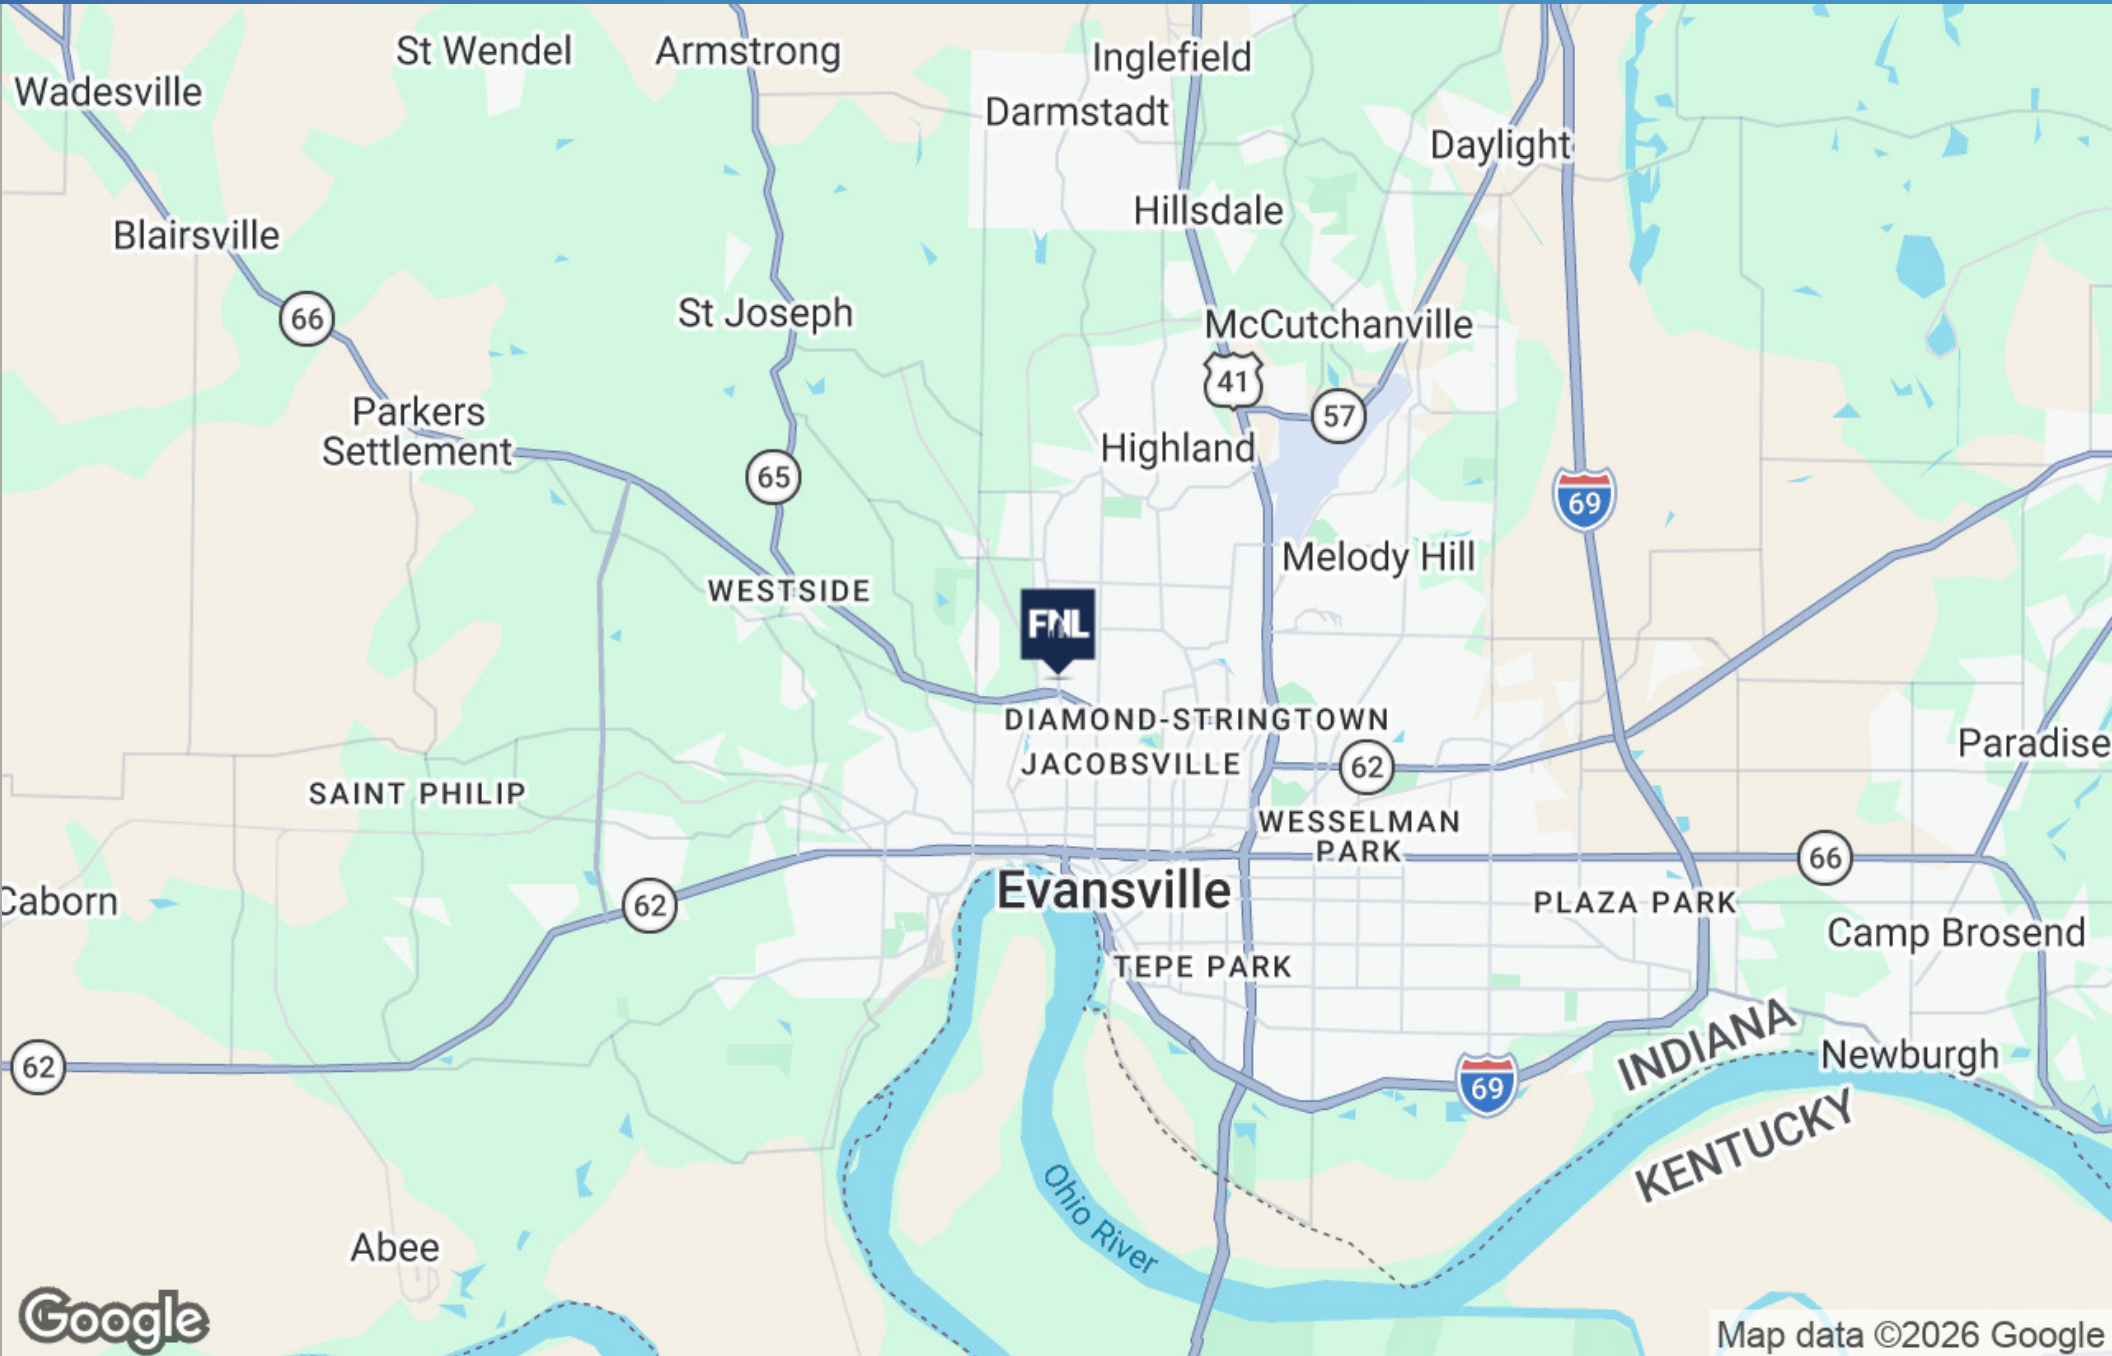 St Wendel
Armstrong
Inglefield
Wadesville
Darmstadt
Daylight
Hillsdale
Blairsville
66
St Joseph
McCutchanville
41
57
Parkers
Settlement
Highland
65
69
Melody Hill
WESTSIDE
FNL
DIAMOND-STRINGTOWN
JACOBSVILLE
62
Paradise
SAINT PHILIP
WESSELMAN
PARK
66
Evansville
Caborn
62
PLAZA PARK
Camp Brosend
TEPE PARK
INDIANA
Newburgh
62
69
KENTUCKY
Ohio River
Abee
Google
Map data ©2026 Google